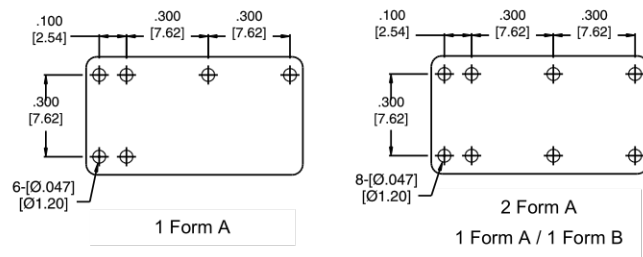 .100
[2.54]
.300
[7.62]
.300
[7.62]
.300
[7.62]
6-[Ø.047]
[Ø1.20]
1 Form A
.100
[2.54]
.300
[7.62]
.300
[7.62]
.300
[7.62]
8-[Ø.047]
[Ø1.20]
2 Form A
1 Form A / 1 Form B